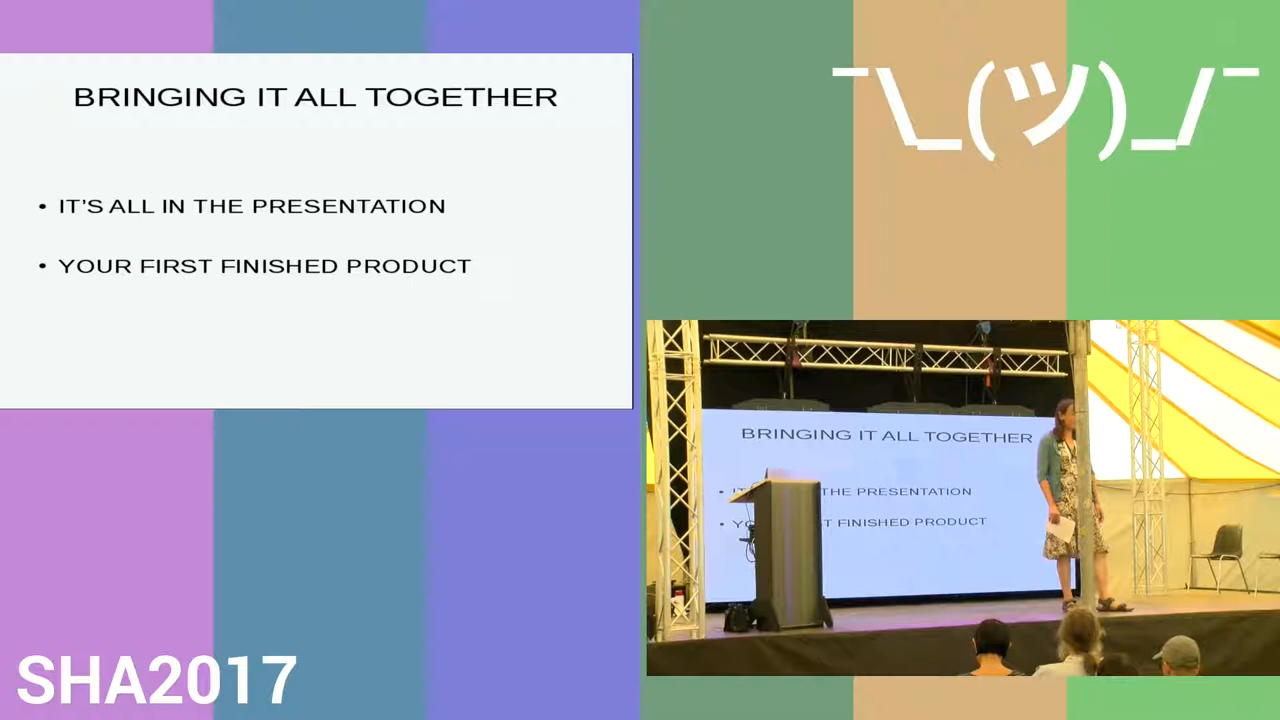 BRINGING IT ALL TOGETHER
• IT'S ALL IN THE PRESENTATION
• YOUR FIRST FINISHED PRODUCT
¯\_(ツ)_/¯
BRINGING IT ALL TOGETHER
• THE PRESENTATION
• FINISHED PRODUCT
SHA2017